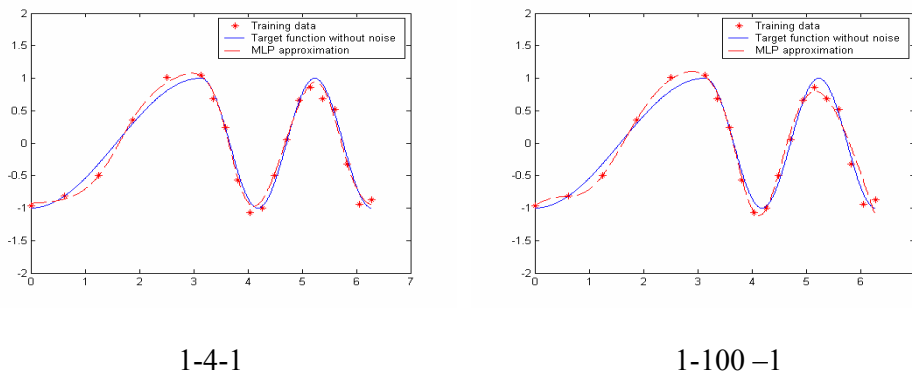 Training data
Target function without noise
MLP approximation
2
1.5
1
0.5
0
-0.5
-1
-1.5
-2
0 1 2 3 4 5 6 7
1-4-1
Training data
Target function without noise
MLP approximation
2
1.5
1
0.5
0
-0.5
-1
-1.5
-2
0 1 2 3 4 5 6
1-100 –1